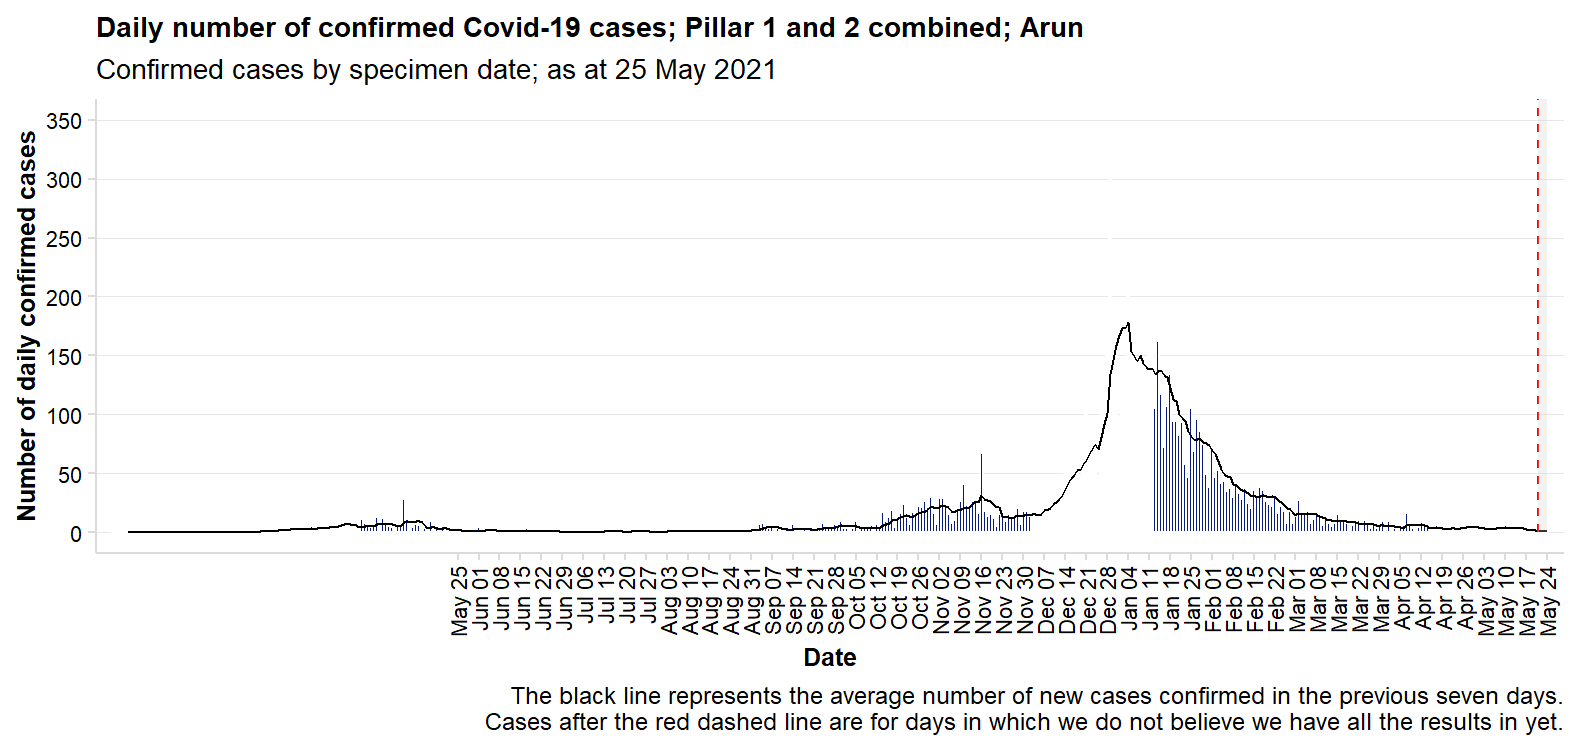 Daily number of confirmed Covid-19 cases; Pillar 1 and 2 combined; Arun
Confirmed cases by specimen date; as at 25 May 2021
Number of daily confirmed cases
350
300
250
200
150
100
50
0
May 25
Jun 01
Jun 08
Jun 15
Jun 22
Jun 29
Jul 06
Jul 13
Jul 20
Jul 27
Aug 03
Aug 10
Aug 17
Aug 24
Aug 31
Sep 07
Sep 14
Sep 21
Sep 28
Oct 05
Oct 12
Oct 19
Oct 26
Nov 02
Nov 09
Nov 16
Nov 23
Nov 30
Dec 07
Dec 14
Dec 21
Dec 28
Jan 04
Jan 11
Jan 18
Jan 25
Feb 01
Feb 08
Feb 15
Feb 22
Mar 01
Mar 08
Mar 15
Mar 22
Mar 29
Apr 05
Apr 12
Apr 19
Apr 26
May 03
May 10
May 17
May 24
Date
The black line represents the average number of new cases confirmed in the previous seven days.
Cases after the red dashed line are for days in which we do not believe we have all the results in yet.